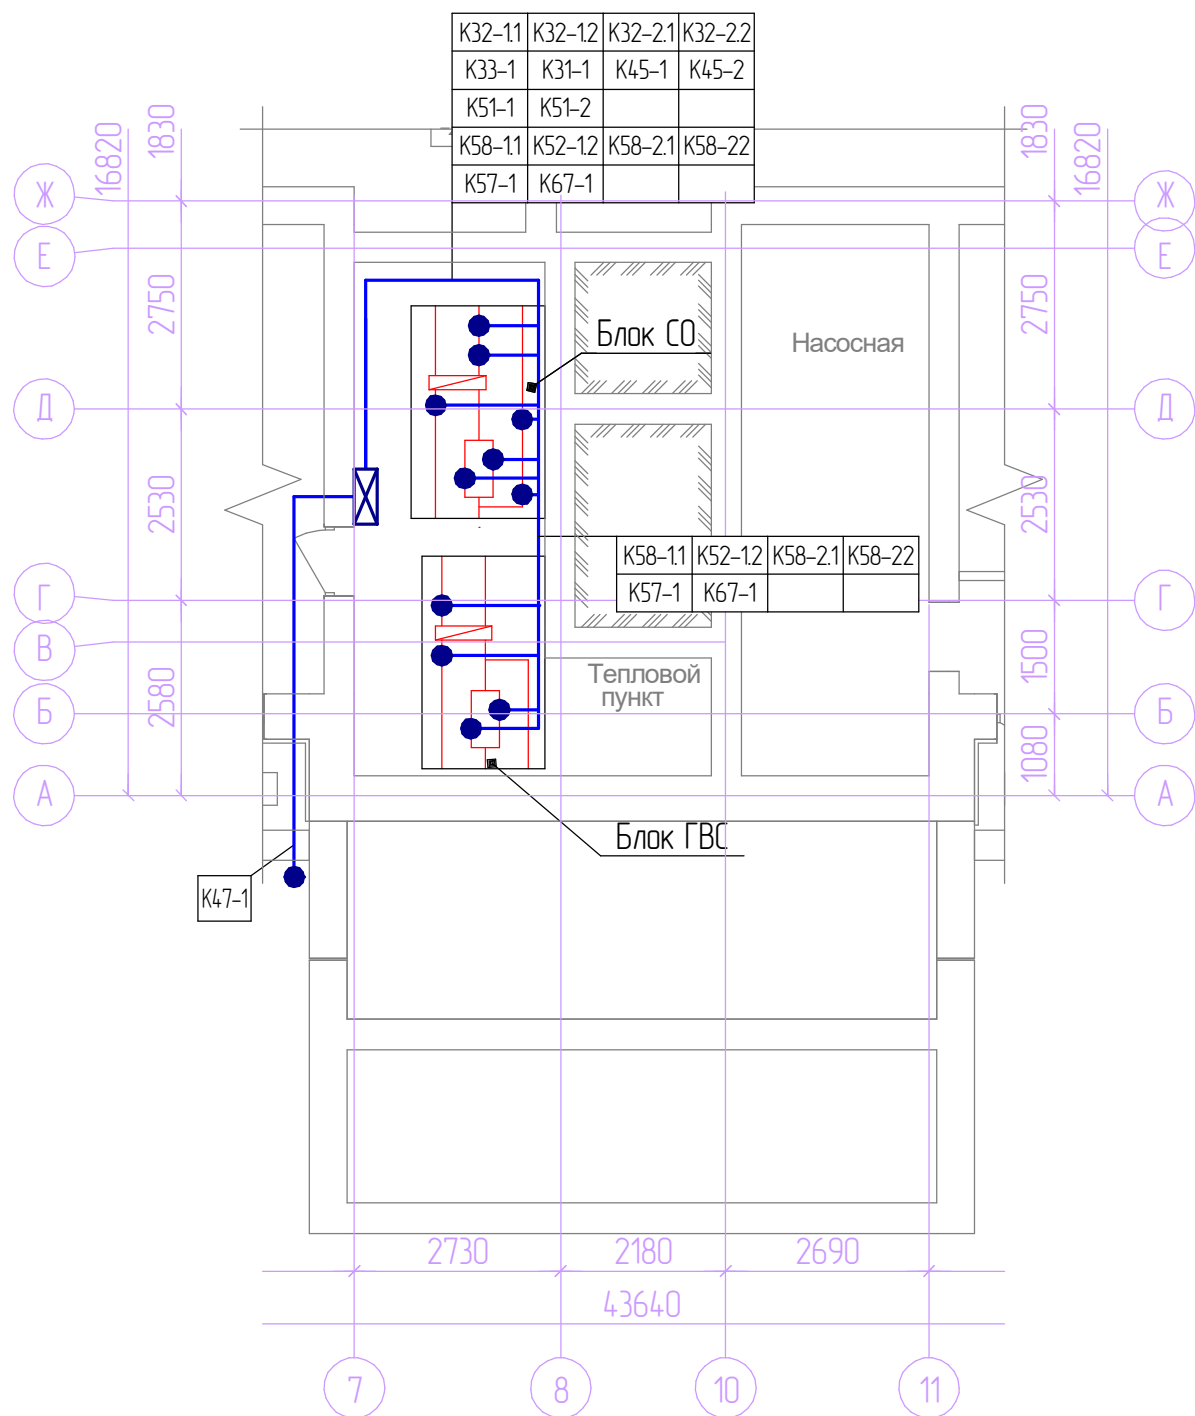 К32-1.1 К32-1.2 К32-2.1 К32-2.2
К33-1 К31-1 К45-1 К45-2
К51-1 К51-2
К58-1.1 К52-1.2 К58-2.1 К58-22
К57-1 К67-1
16820 1830 1830 16820
Ж Ж
Е Е
2750 2750
Блок СО
Насосная
Д Д
2530 2530
К58-1.1 К52-1.2 К58-2.1 К58-22
К57-1 К67-1
Г Г
В
2580 1500
Тепловой
пункт
Б Б
1080
А А
Блок ГВС
К47-1
2730 2180 2690
43640
7 8 10 11